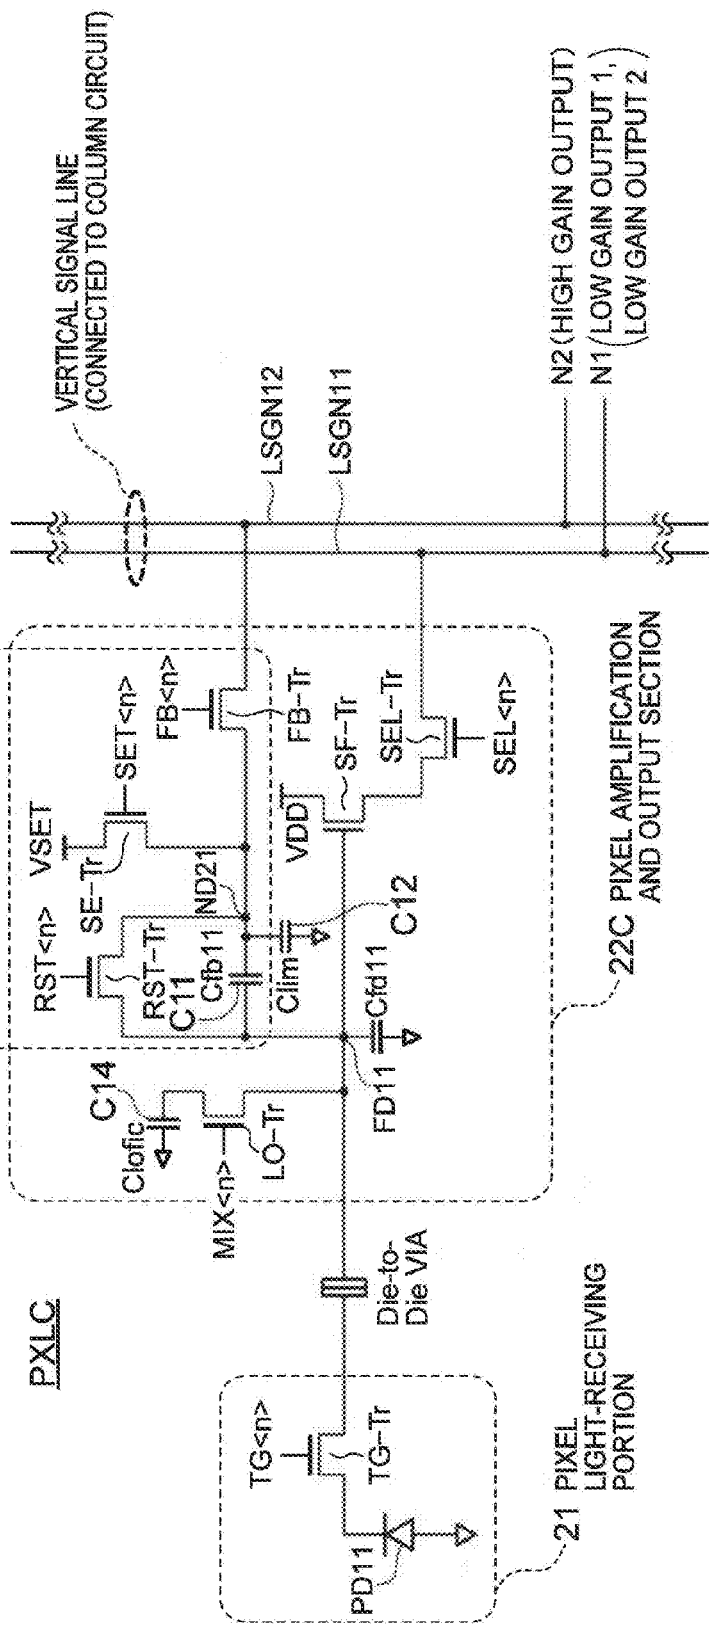 PXLC
VERTICAL SIGNAL LINE
(CONNECTED TO COLUMN CIRCUIT)
VSET
SET<n>
SE-Tr
RST<n>
RST-Tr
FB<n>
FB-Tr
ND21
C11
Cfb11
Clim
C12
C14
Clofic
MIX<n>
LO-Tr
VDD
SF-Tr
SEL-Tr
SEL<n>
Cfd11
FD11
LSGN12
LSGN11
N2(HIGH GAIN OUTPUT)
N1(LOW GAIN OUTPUT 1,
LOW GAIN OUTPUT 2)
TG<n>
TG-Tr
PD11
Die-to-
Die VIA
21 PIXEL
LIGHT-RECEIVING
PORTION
22C PIXEL AMPLIFICATION
AND OUTPUT SECTION